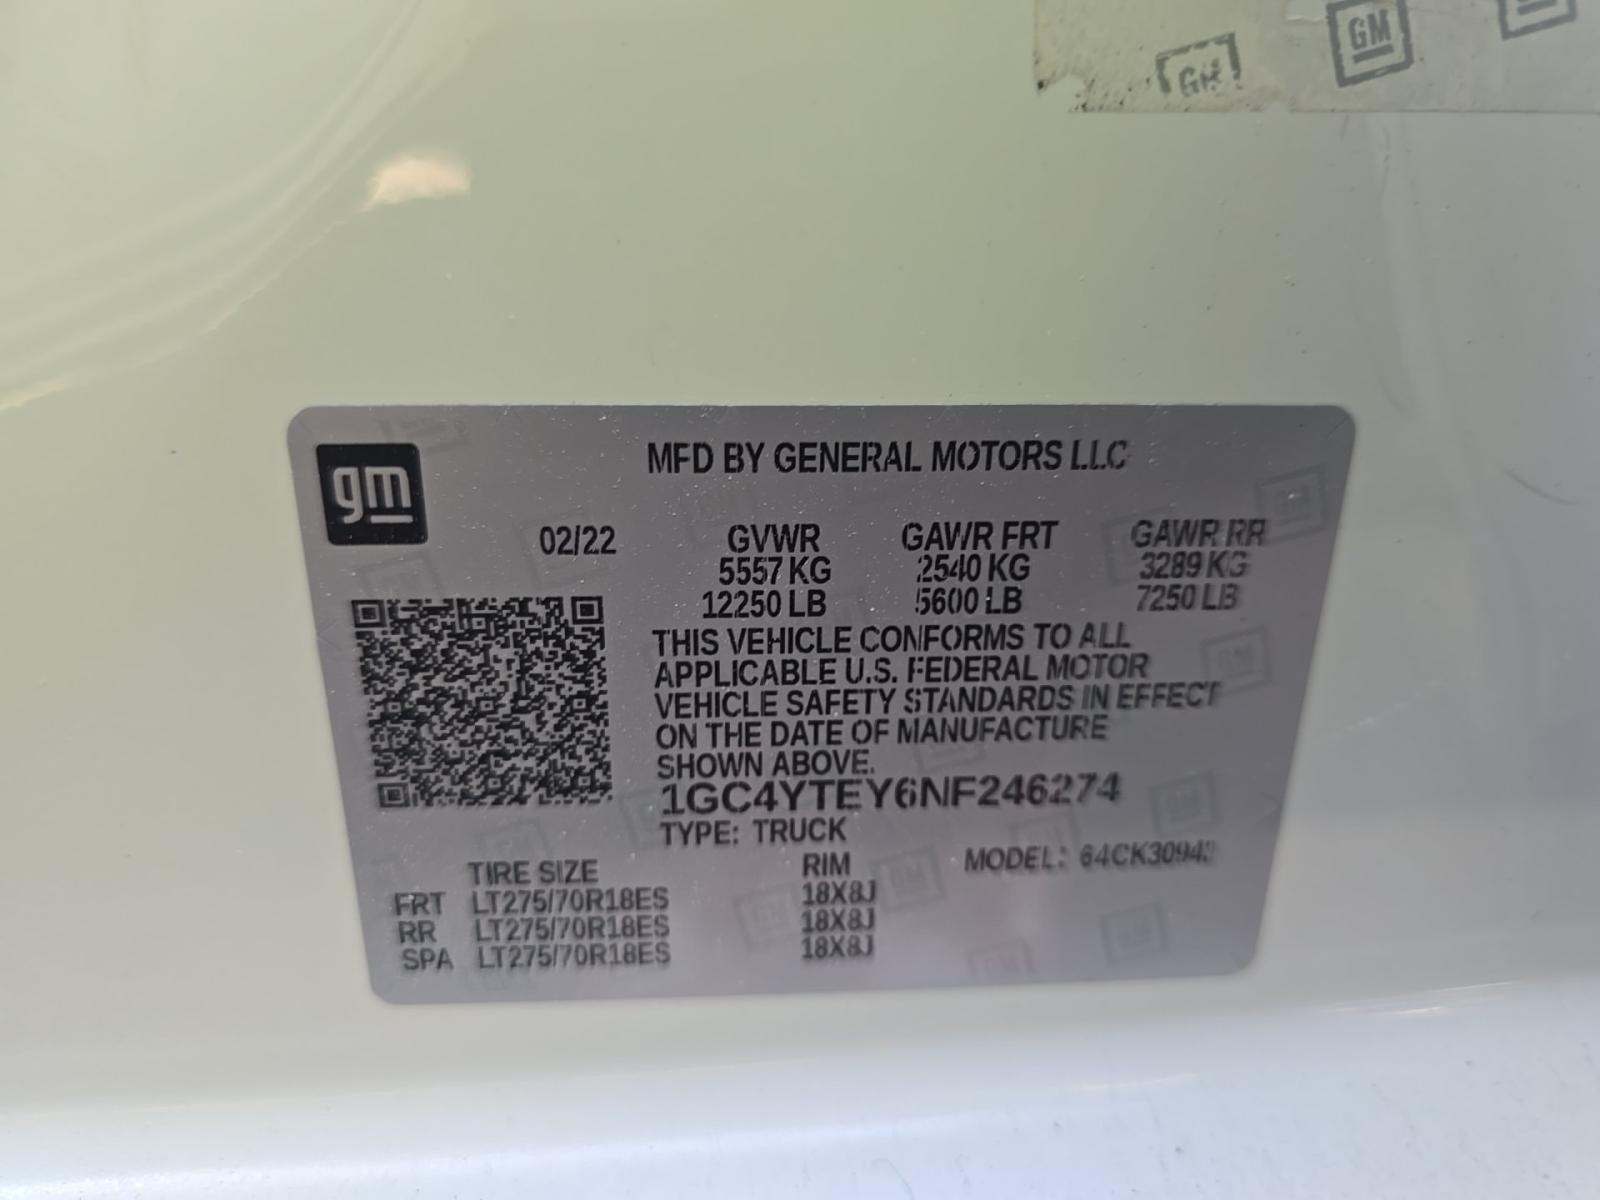 GM
GM
gm
MFD BY GENERAL MOTORS LLC
02/22 GVWR GAWR FRT GAWR RR
5557 KG 2540 KG 3289 KG
12250 LB 5600 LB 7250 LB
THIS VEHICLE CONFORMS TO ALL
APPLICABLE U.S. FEDERAL MOTOR
VEHICLE SAFETY STANDARDS IN EFFECT
ON THE DATE OF MANUFACTURE
SHOWN ABOVE.
1GC4YTEY6NF246274
TYPE: TRUCK
TIRE SIZE RIM MODEL: 64CK30943
FRT LT275/70R18ES 18X8J
RR LT275/70R18ES 18X8J
SPA LT275/70R18ES 18X8J